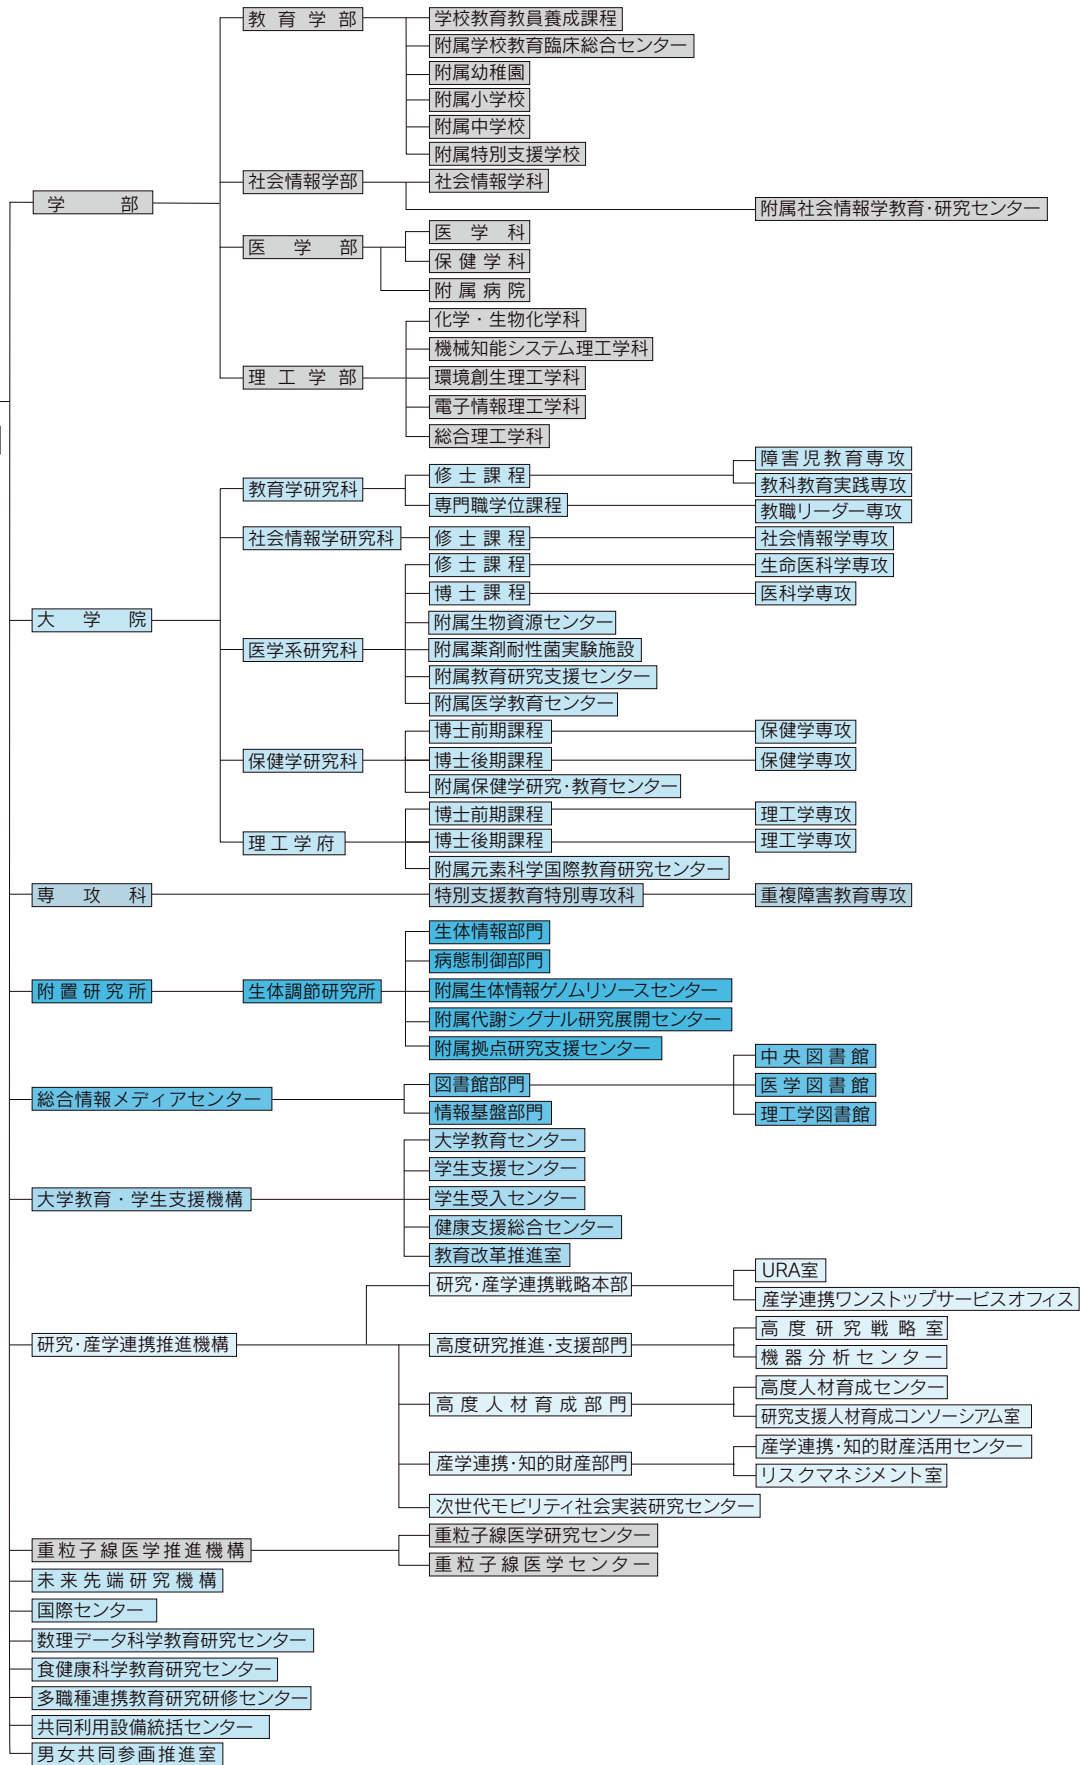 教育学部
学校教育教員養成課程
附属学校教育臨床総合センター
附属幼稚園
附属小学校
附属中学校
附属特別支援学校
学部
社会情報学部
社会情報学科
附属社会情報学教育・研究センター
医学部
医学科
保健学科
附属病院
理工学部
化学・生物化学科
機械知能システム理工学科
環境創生理工学科
電子情報理工学科
総合理工学科
大学院
教育学研究科
修士課程
障害児教育専攻
教科教育実践専攻
専門職学位課程
教職リーダー専攻
社会情報学研究科
修士課程
社会情報学専攻
医学系研究科
修士課程
生命医科学専攻
博士課程
医科学専攻
附属生物資源センター
附属薬剤耐性菌実験施設
附属教育研究支援センター
附属医学教育センター
保健学研究科
博士前期課程
保健学専攻
博士後期課程
保健学専攻
附属保健学研究・教育センター
理工学府
博士前期課程
理工学専攻
博士後期課程
理工学専攻
附属元素科学国際教育研究センター
専攻科
特別支援教育特別専攻科
重複障害教育専攻
附置研究所
生体調節研究所
生体情報部門
病態制御部門
附属生体情報ゲノムリソースセンター
附属代謝シグナル研究展開センター
附属拠点研究支援センター
総合情報メディアセンター
図書館部門
中央図書館
医学図書館
理工学図書館
情報基盤部門
大学教育・学生支援機構
大学教育センター
学生支援センター
学生受入センター
健康支援総合センター
教育改革推進室
研究・産学連携推進機構
研究・産学連携戦略本部
URA室
産学連携ワンストップサービスオフィス
高度研究推進・支援部門
高度研究戦略室
機器分析センター
高度人材育成部門
高度人材育成センター
研究支援人材育成コンソーシアム室
産学連携・知的財産部門
産学連携・知的財産活用センター
リスクマネジメント室
次世代モビリティ社会実装研究センター
重粒子線医学推進機構
重粒子線医学研究センター
重粒子線医学センター
未来先端研究機構
国際センター
数理データ科学教育研究センター
食健康科学教育研究センター
多職種連携教育研究研修センター
共同利用設備統括センター
男女共同参画推進室